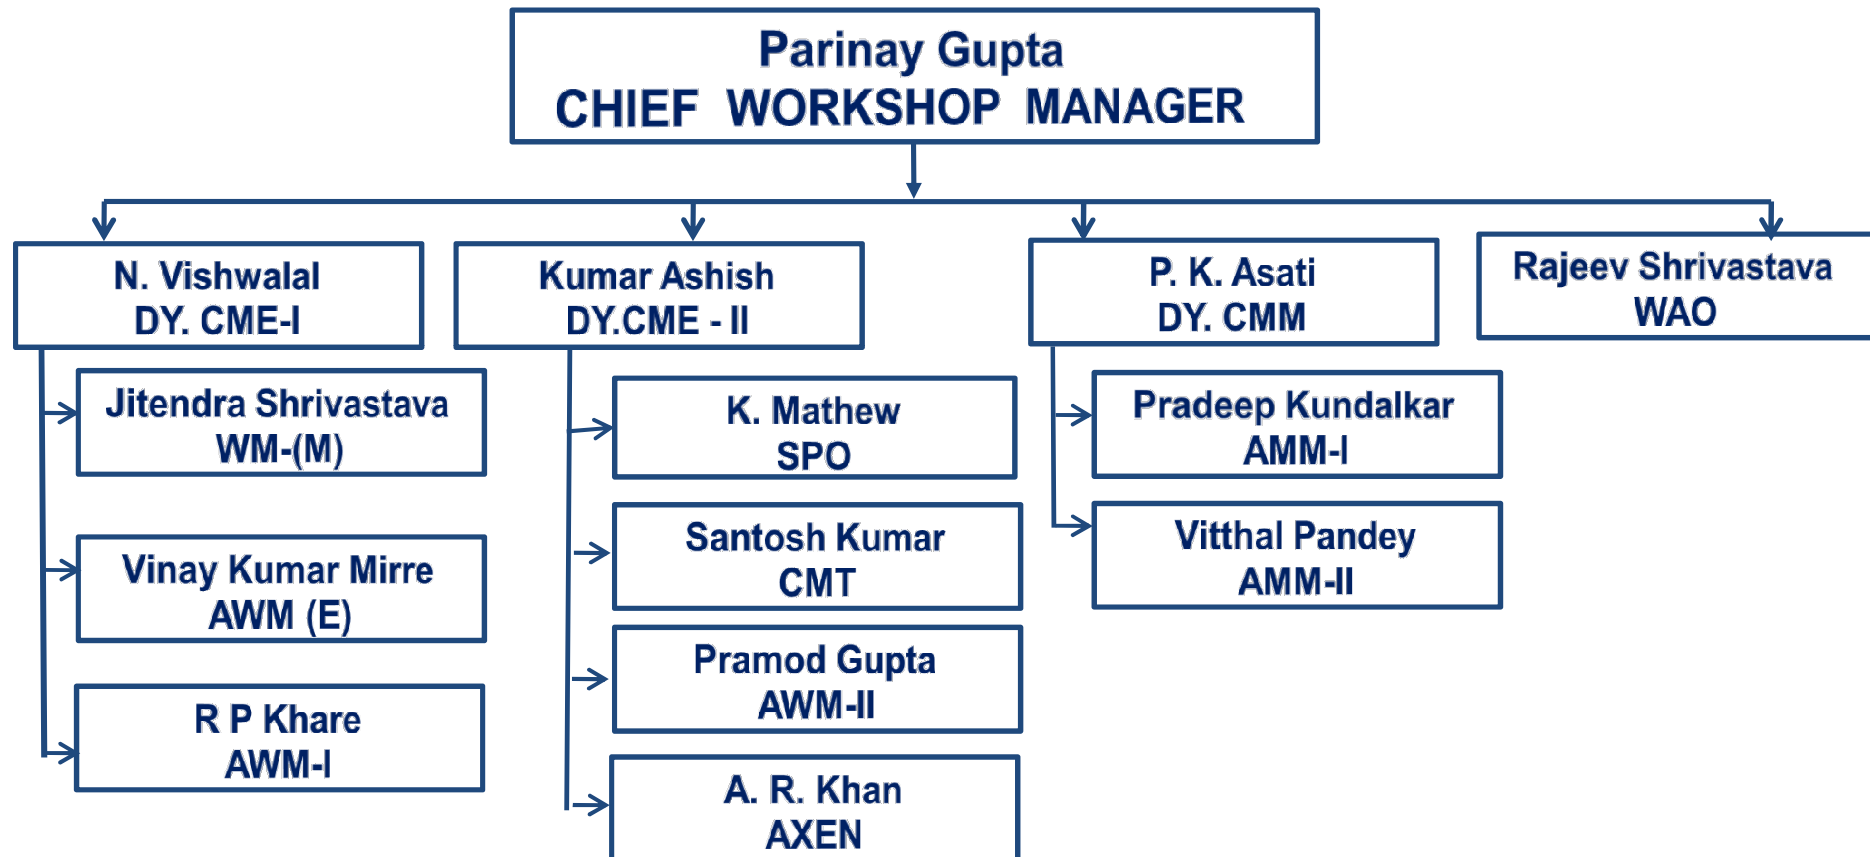 Parinay Gupta
CHIEF WORKSHOP MANAGER
N. Vishwalal
DY. CME-I
Kumar Ashish
DY.CME - II
P. K. Asati
DY. CMM
Rajeev Shrivastava
WAO
Jitendra Shrivastava
WM-(M)
Vinay Kumar Mirre
AWM (E)
R P Khare
AWM-I
K. Mathew
SPO
Santosh Kumar
CMT
Pramod Gupta
AWM-II
A. R. Khan
AXEN
Pradeep Kundalkar
AMM-I
Vitthal Pandey
AMM-II